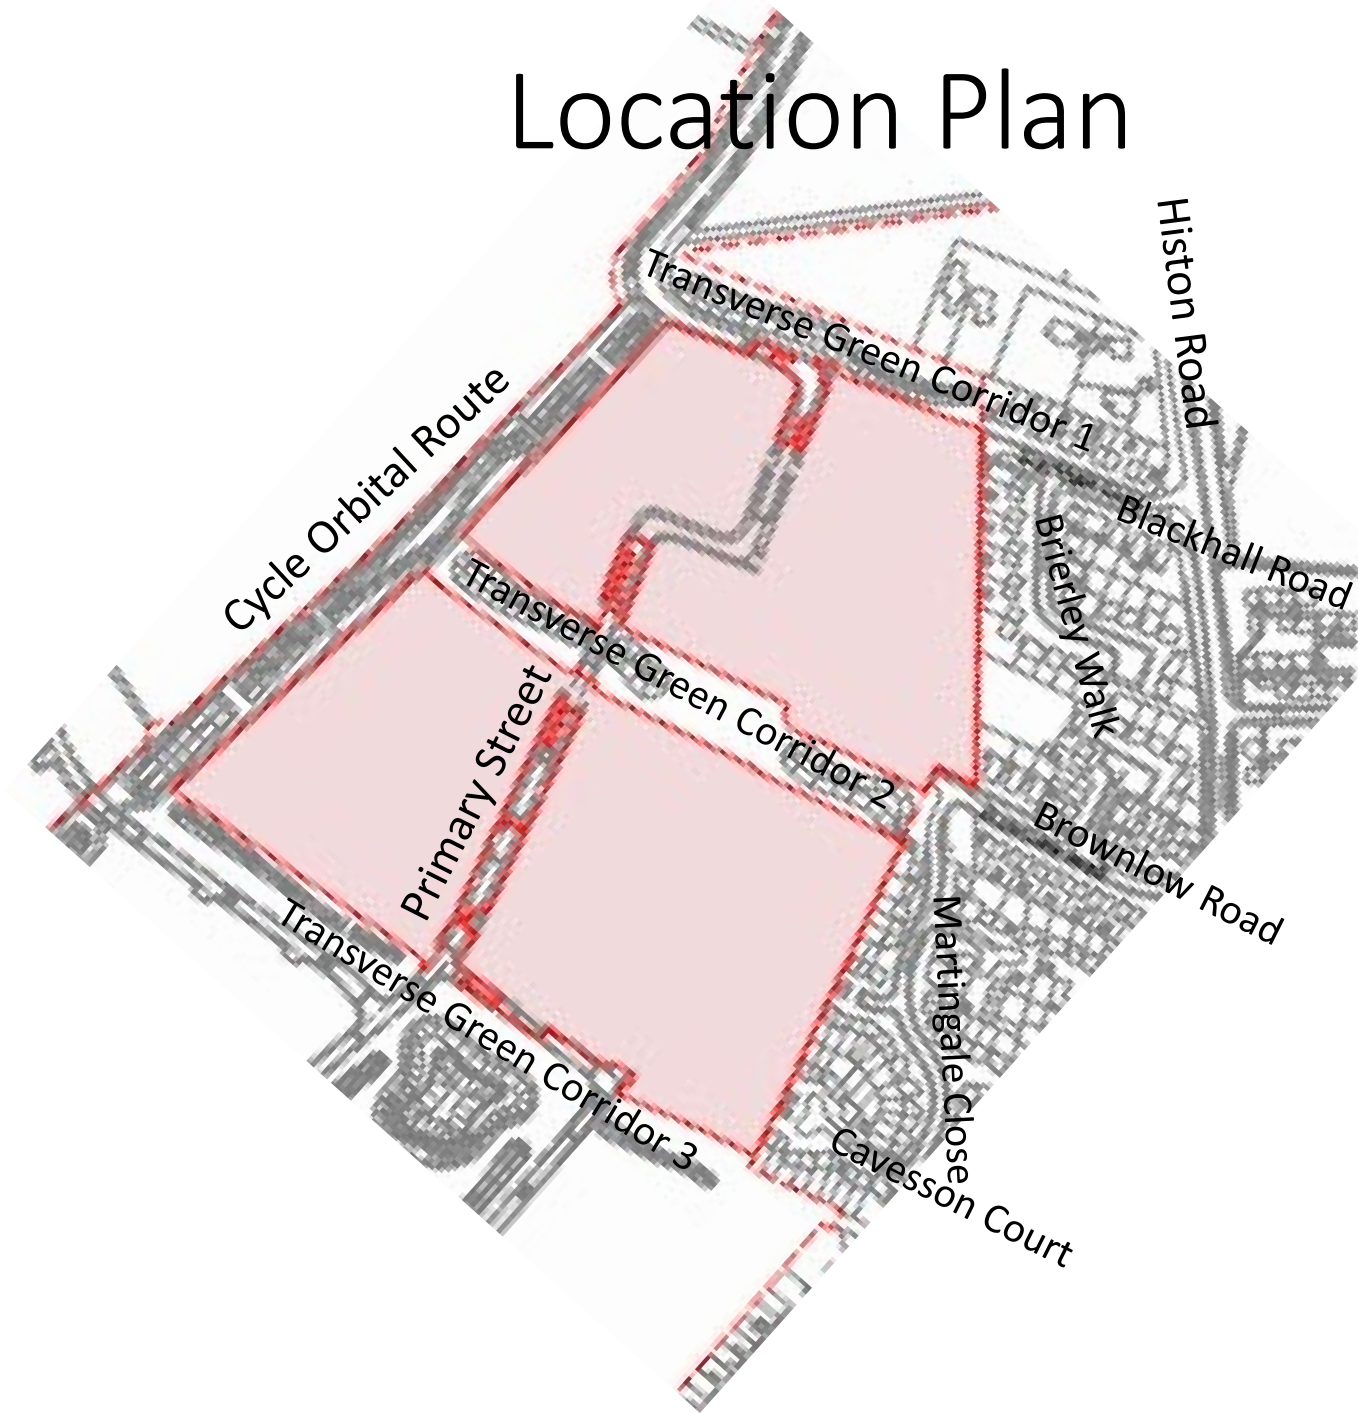 Location Plan
Histon Road
Transverse Green Corridor 1
Cycle Orbital Route
Blackhall Road
Brierley Walk
Transverse Green Corridor 2
Primary Street
Brownlow Road
Martingale Close
Transverse Green Corridor 3
Cavesson Court